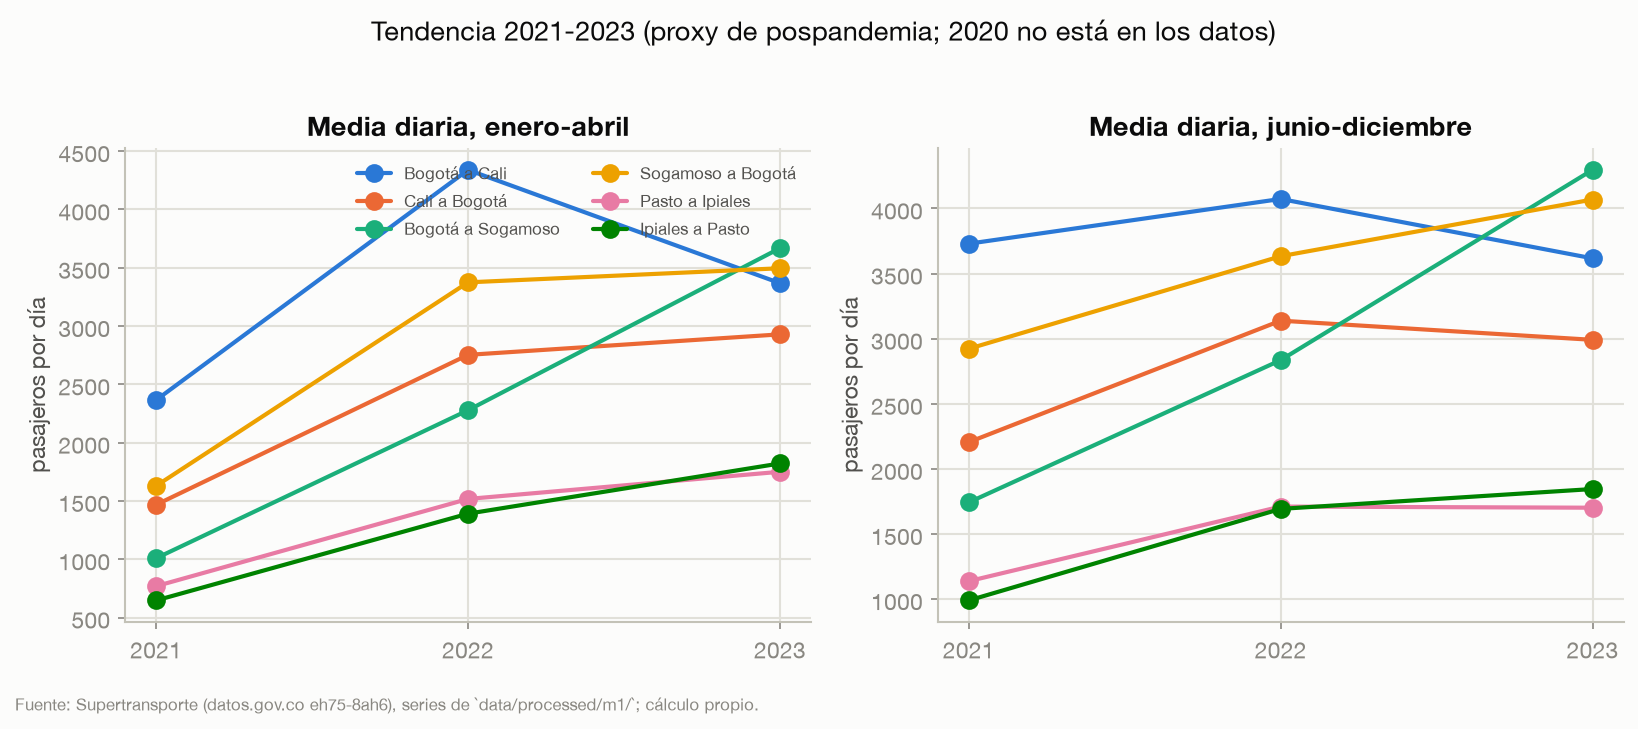 Tendencia 2021-2023 (proxy de pospandemia; 2020 no está en los datos)
Media diaria, enero-abril
pasajeros por día
4500
4000
3500
3000
2500
2000
1500
1000
500
Bogotá a Cali
Cali a Bogotá
Bogotá a Sogamoso
Sogamoso a Bogotá
Pasto a Ipiales
Ipiales a Pasto
2021 2022 2023
Media diaria, junio-diciembre
pasajeros por día
4000
3500
3000
2500
2000
1500
1000
2021 2022 2023
Fuente: Supertransporte (datos.gov.co eh75-8ah6), series de `data/processed/m1/`; cálculo propio.